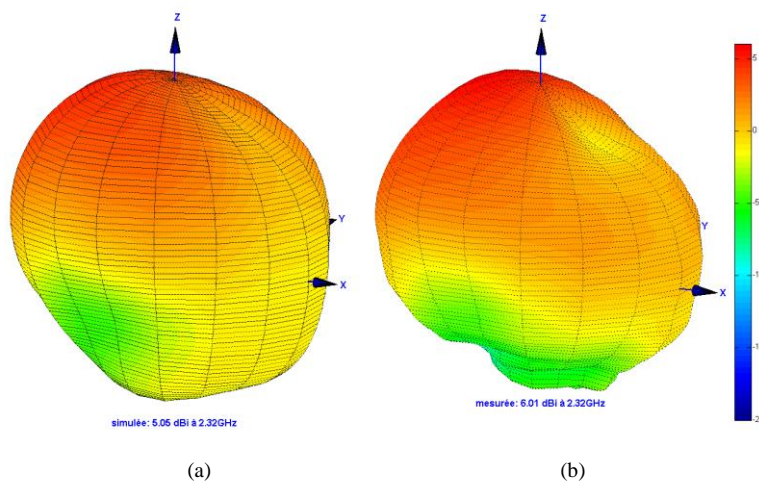 Z
Z
5
0
-5
-1
-1
-2
Y
X
Y
X
simulée: 5.05 dBi à 2.32GHz
mesurée: 6.01 dBi à 2.32GHz
(a)
(b)